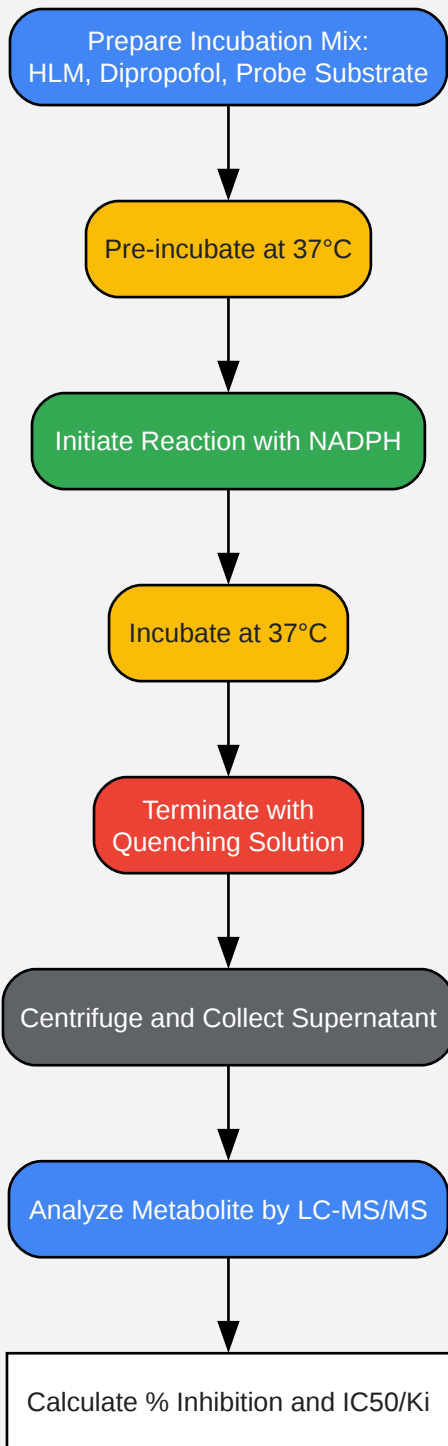 Prepare Incubation Mix:
HLM, Dipropofol, Probe Substrate
Pre-incubate at 37°C
Initiate Reaction with NADPH
Incubate at 37°C
Terminate with
Quenching Solution
Centrifuge and Collect Supernatant
Analyze Metabolite by LC-MS/MS
Calculate % Inhibition and IC50/Ki